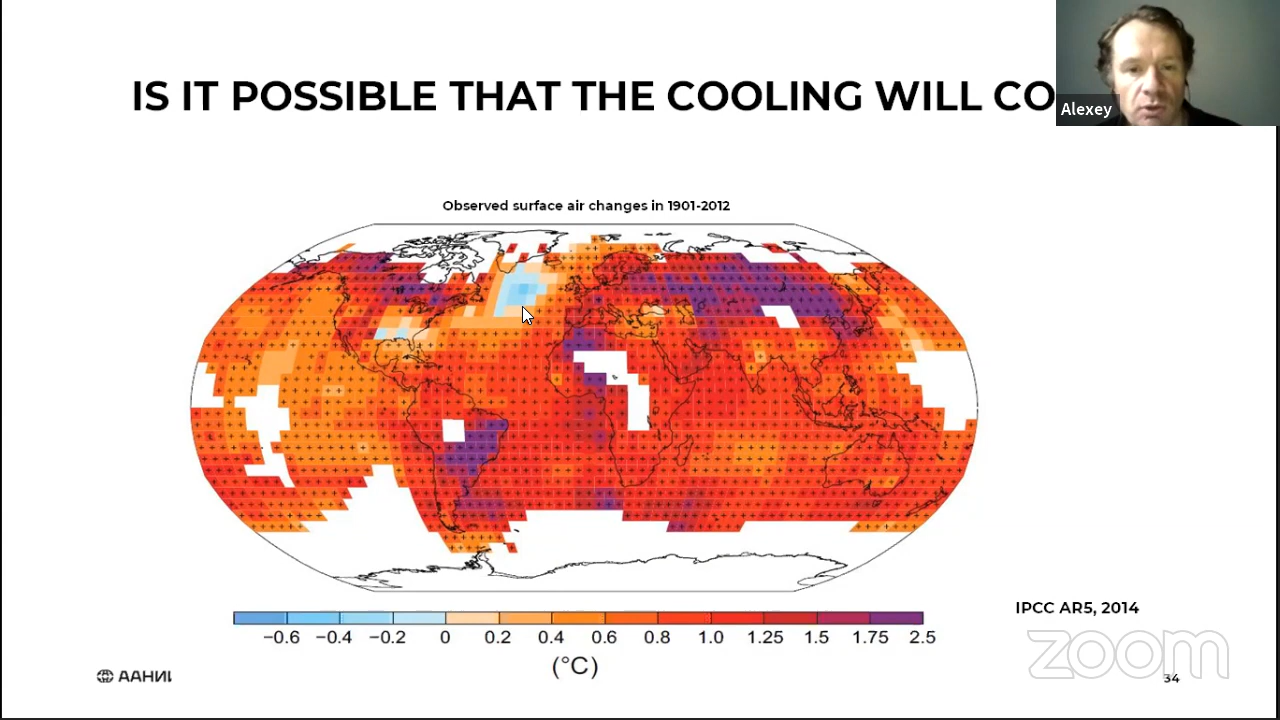 IS IT POSSIBLE THAT THE COOLING WILL CO
Alexey
Observed surface air changes in 1901-2012
−0.6 −0.4 −0.2 0 0.2 0.4 0.6 0.8 1.0 1.25 1.5 1.75 2.5
(°C)
IPCC AR5, 2014
zoom
ААНИ
34